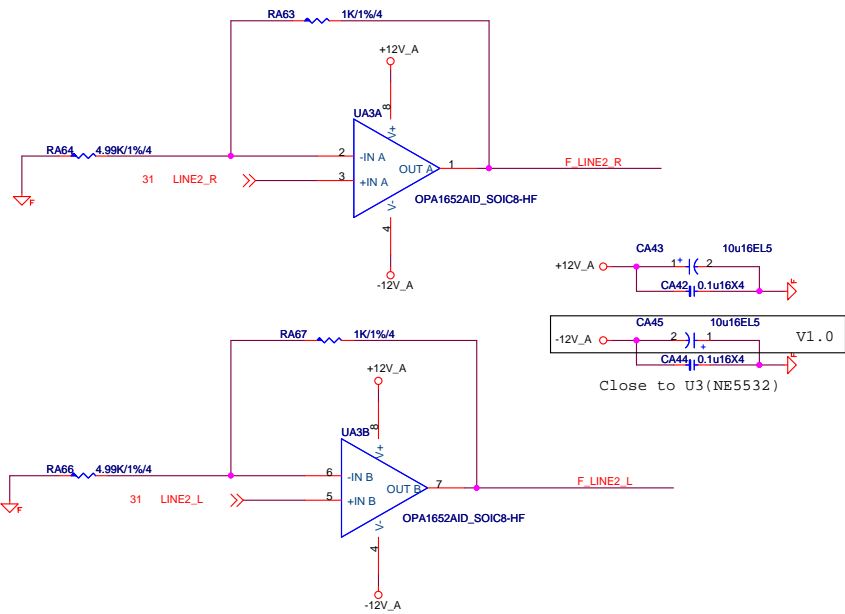 RA63 1K/1%/4
+12V_A
8
UA3A
V+
RA64 4.99K/1%/4
2 -IN A
OUT A 1 F_LINE2_R
31 LINE2_R 3 +IN A
F
V-
OPA1652AID_SOIC8-HF
4
-12V_A
CA43 10u16EL5
+12V_A 1 + 2
F
CA42 0.1u16X4
CA45 10u16EL5
-12V_A 2 1 V1.0
+
F
CA44 0.1u16X4
Close to U3(NE5532)
RA67 1K/1%/4
+12V_A
8
UA3B
V+
RA66 4.99K/1%/4
6 -IN B
OUT B 7 F_LINE2_L
31 LINE2_L 5 +IN B
F
V-
OPA1652AID_SOIC8-HF
4
-12V_A